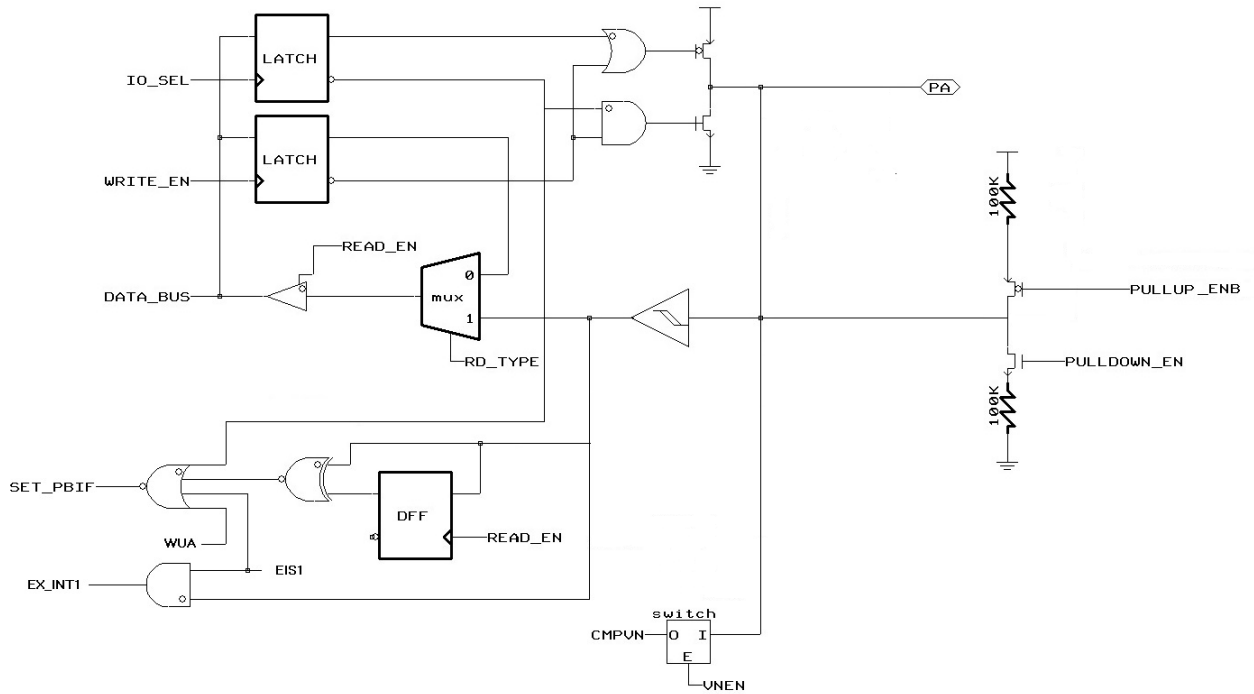 LATCH
IO_SEL
PA
LATCH
WRITE_EN
100K
READ_EN
0
mux
DATA_BUS
PULLUP_ENB
1
RD_TYPE
PULLDOWN_EN
100K
SET_PBIF
DFF
READ_EN
WUA
EIS1
EX_INT1
switch
CMPVN
O I
E
VNEN